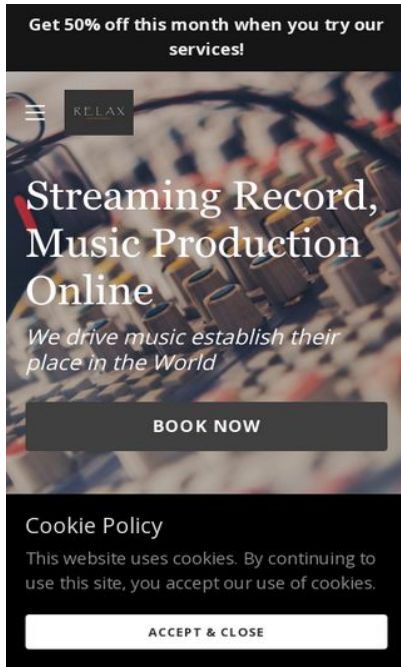 Get 50% off this month when you try our
services!
RELAX
Streaming Record,
Music Production
Online
We drive music establish their
place in the World
BOOK NOW
Cookie Policy
This website uses cookies. By continuing to
use this site, you accept our use of cookies.
ACCEPT & CLOSE